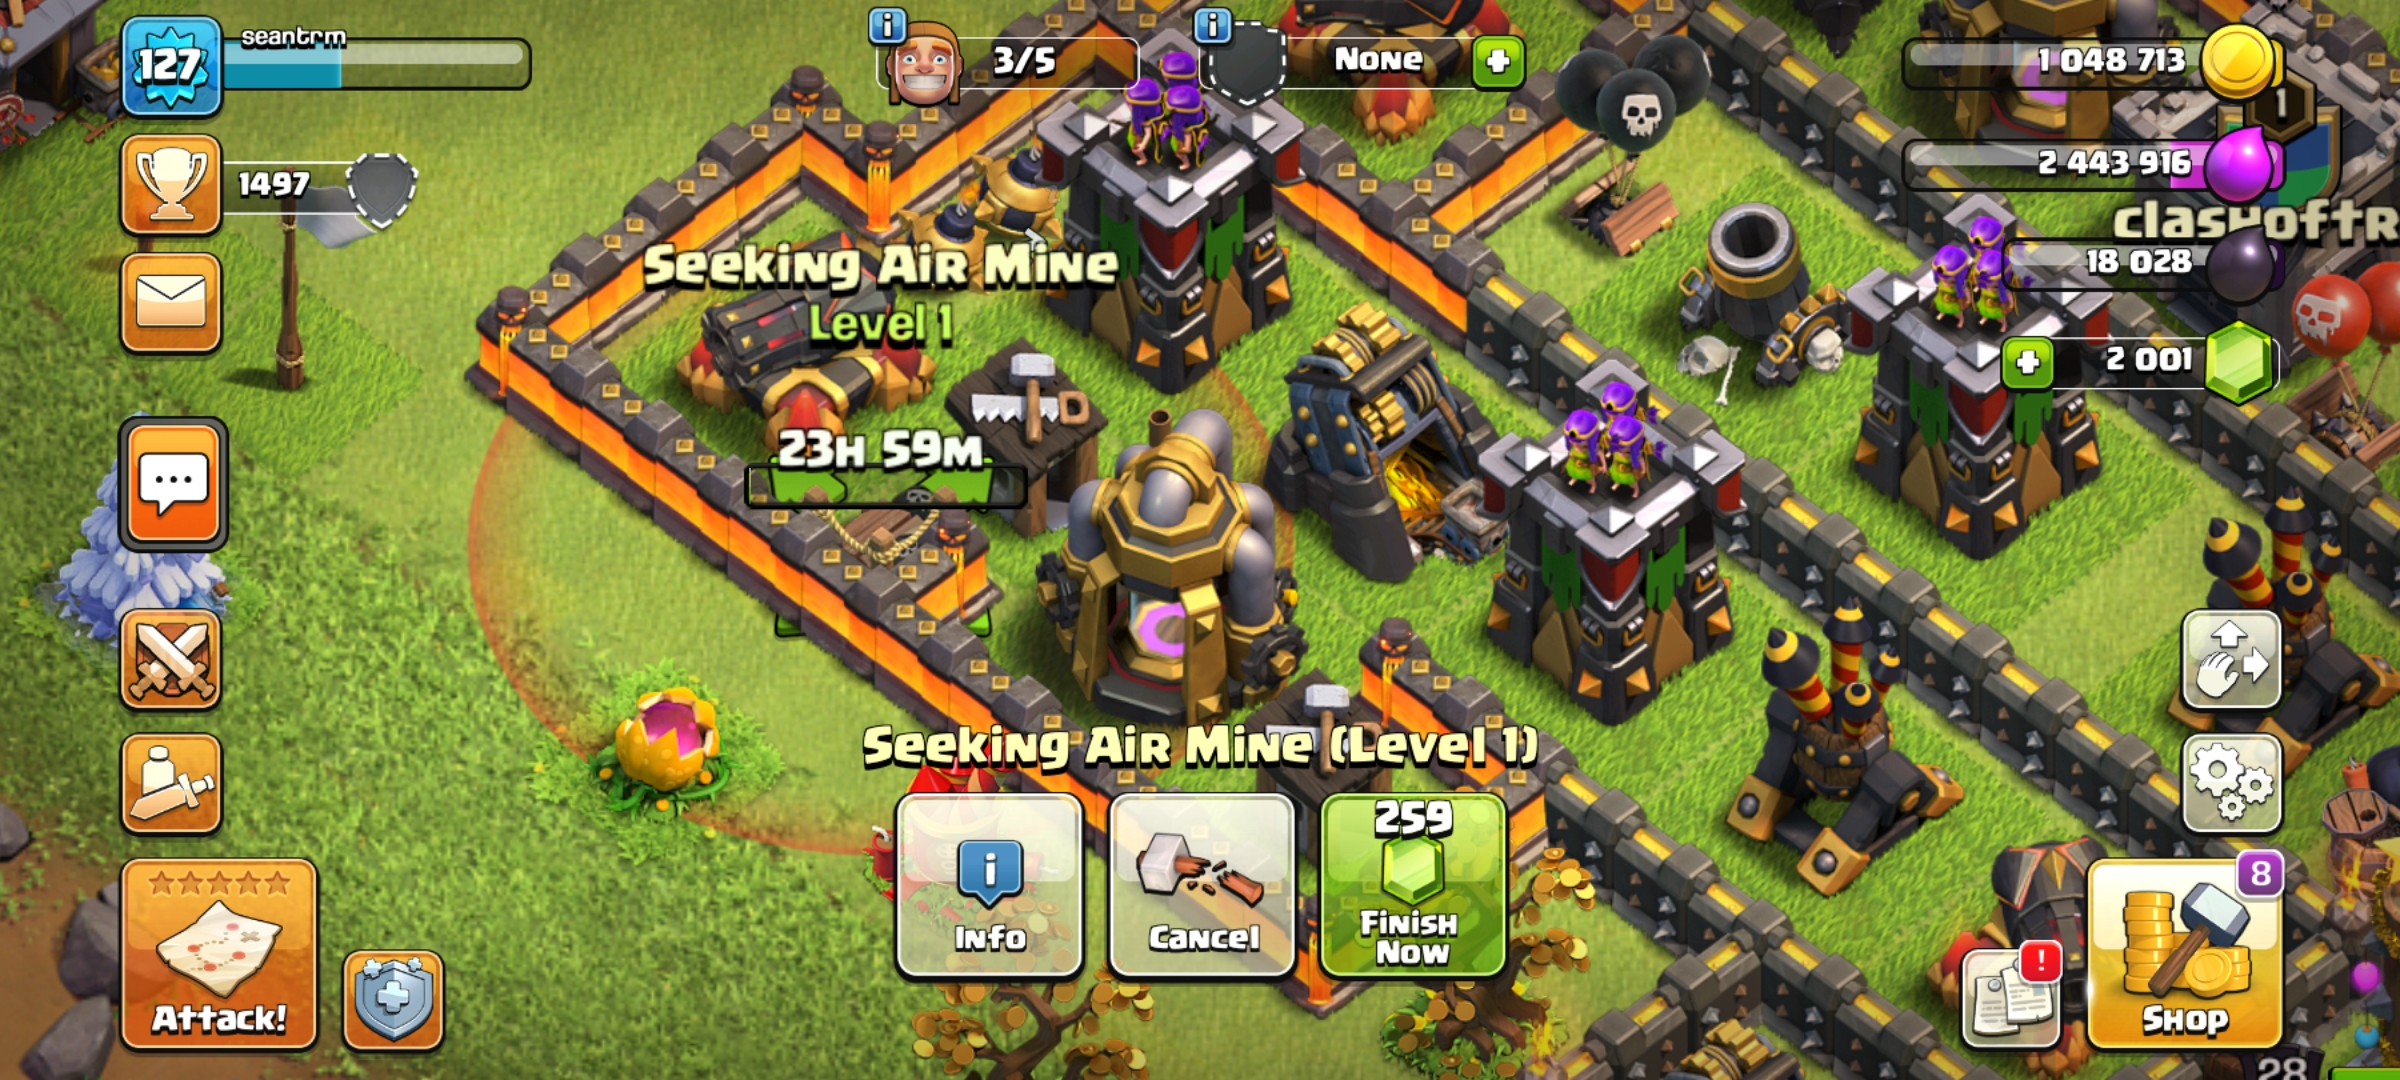 127
seantrm
3/5
None
1 048 713
1
1497
2 443 916
clashoftr
18 028
2 001
Seeking Air Mine
Level 1
23H 59M
Seeking Air Mine (Level 1)
259
Info
Cancel
Finish
Now
Attack!
8
!
Shop
28